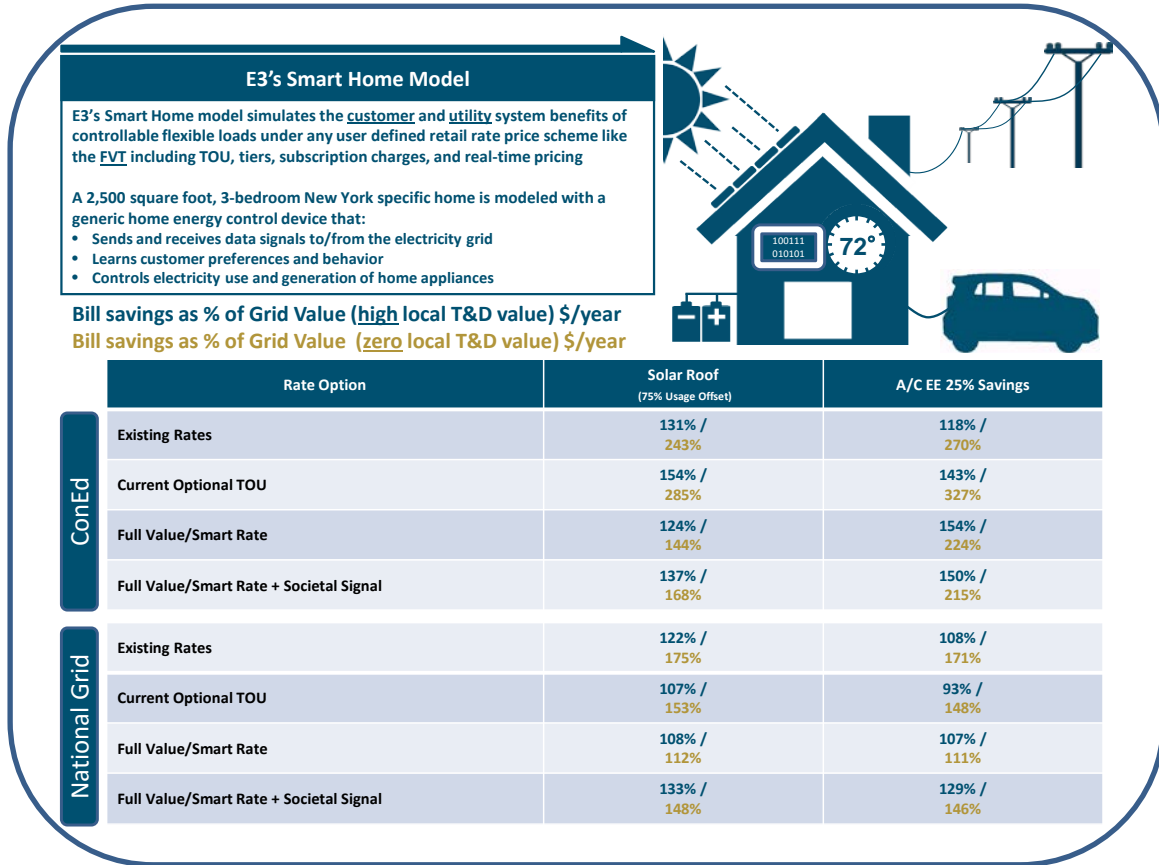 E3's Smart Home Model
E3's Smart Home model simulates the customer and utility system benefits of
controllable flexible loads under any user defined retail rate price scheme like
the FVT including TOU, tiers, subscription charges, and real-time pricing
A 2,500 square foot, 3-bedroom New York specific home is modeled with a
generic home energy control device that:
• Sends and receives data signals to/from the electricity grid
• Learns customer preferences and behavior
• Controls electricity use and generation of home appliances
100111
010101
72°
Bill savings as % of Grid Value (high local T&D value) $/year
Bill savings as % of Grid Value (zero local T&D value) $/year
Rate Option
Solar Roof
(75% Usage Offset)
A/C EE 25% Savings
ConEd
Existing Rates
131% /
243%
118% /
270%
Current Optional TOU
154% /
285%
143% /
327%
Full Value/Smart Rate
124% /
144%
154% /
224%
Full Value/Smart Rate + Societal Signal
137% /
168%
150% /
215%
National Grid
Existing Rates
122% /
175%
108% /
171%
Current Optional TOU
107% /
153%
93% /
148%
Full Value/Smart Rate
108% /
112%
107% /
111%
Full Value/Smart Rate + Societal Signal
133% /
148%
129% /
146%